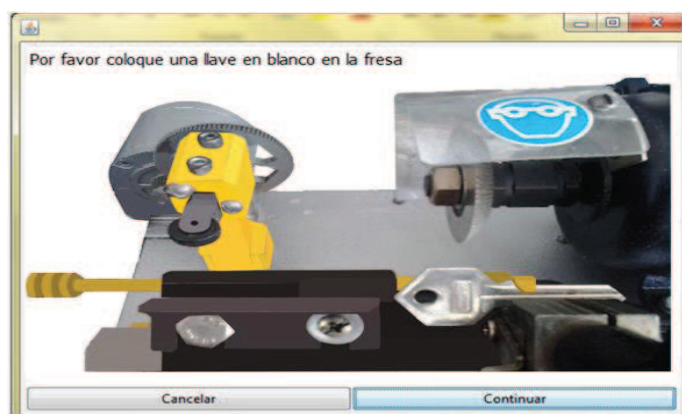 Por favor coloque una llave en blanco en la fresa
Cancelar
Continuar